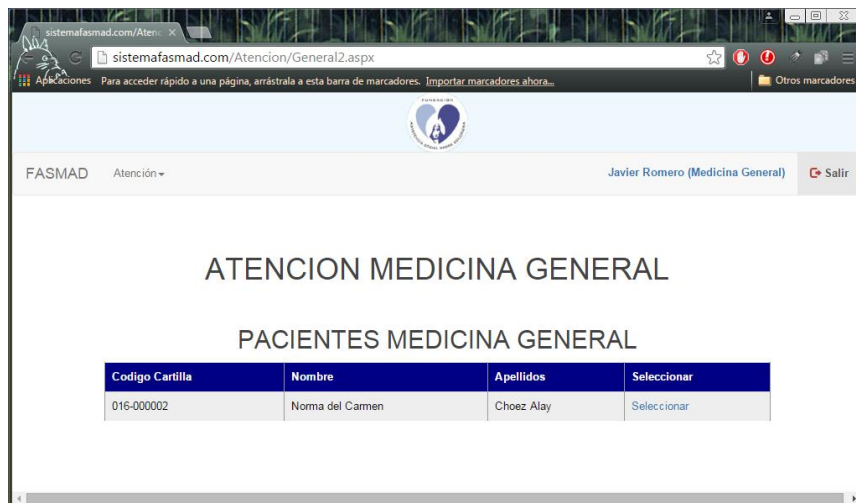 sistemafasmad.com/Atenc
sistemafasmad.com/Atencion/General2.aspx
Aplicaciones Para acceder rápido a una página, arrástrala a esta barra de marcadores. Importar marcadores ahora... Otros marcadores
FUNDACION
FASMAD Atención Javier Romero (Medicina General) Salir
ATENCION MEDICINA GENERAL
PACIENTES MEDICINA GENERAL
Codigo Cartilla Nombre Apellidos Seleccionar
016-000002 Norma del Carmen Choez Alay Seleccionar